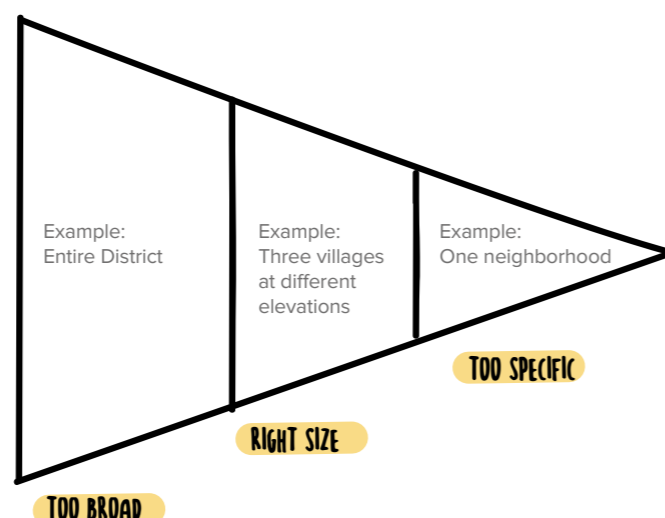 Example:
Entire District
Example:
Three villages
at different
elevations
Example:
One neighborhood
TOO SPECIFIC
RIGHT SIZE
TOO BROAD